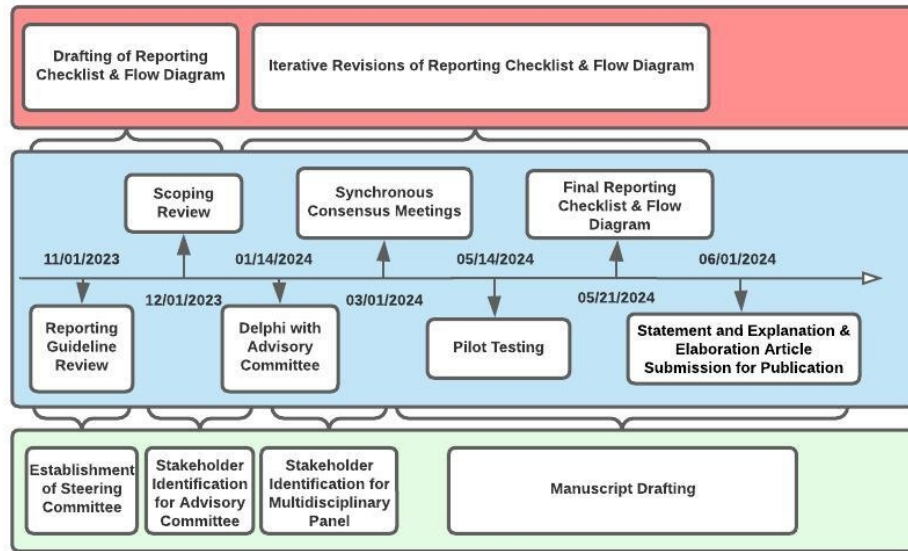 Drafting of Reporting
Checklist & Flow Diagram
Iterative Revisions of Reporting Checklist & Flow Diagram
Scoping
Review
Synchronous
Consensus Meetings
Final Reporting
Checklist & Flow
Diagram
11/01/2023
01/14/2024
05/14/2024
06/01/2024
12/01/2023
03/01/2024
05/21/2024
Reporting
Guideline
Review
Delphi with
Advisory
Committee
Pilot Testing
Statement and Explanation &
Elaboration Article
Submission for Publication
Establishment
of Steering
Committee
Stakeholder
Identification
for Advisory
Committee
Stakeholder
Identification for
Multidisciplinary
Panel
Manuscript Drafting